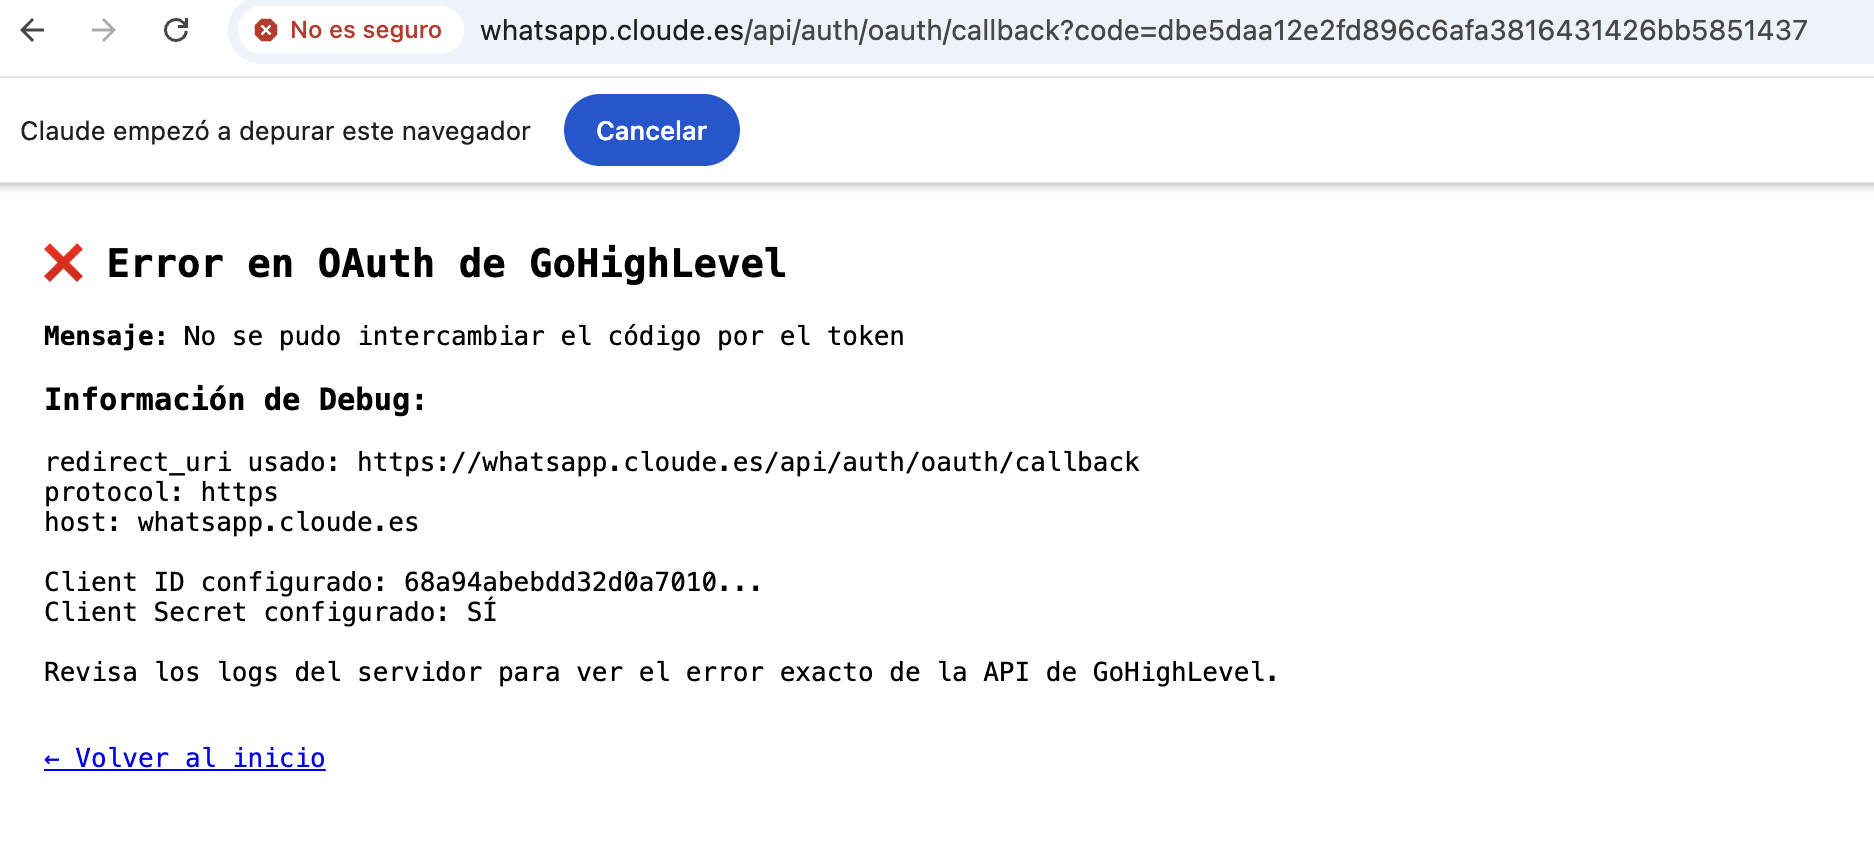 No es seguro whatsapp.cloude.es/api/auth/oauth/callback?code=dbe5daa12e2fd896c6afa3816431426bb5851437
Claude empezó a depurar este navegador Cancelar
❌ Error en OAuth de GoHighLevel
Mensaje: No se pudo intercambiar el código por el token
Información de Debug:
redirect_uri usado: https://whatsapp.cloude.es/api/auth/oauth/callback
protocol: https
host: whatsapp.cloude.es
Client ID configurado: 68a94abebdd32d0a7010...
Client Secret configurado: SÍ
Revisa los logs del servidor para ver el error exacto de la API de GoHighLevel.
← Volver al inicio